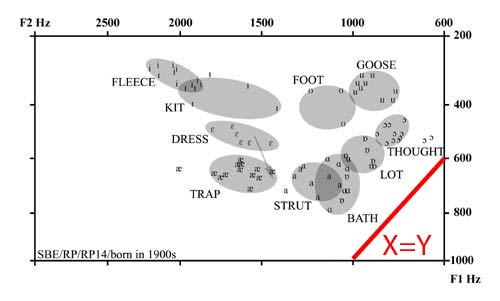 F2 Hz 2000 1500 1000 600
200
GOOSE
FLEECE FOOT
KIT
400
DRESS
THOUGHT
600
LOT
TRAP
STRUT
BATH
800
X=Y
SBE/RP/RP14/born in 1900s
1000
F1 Hz